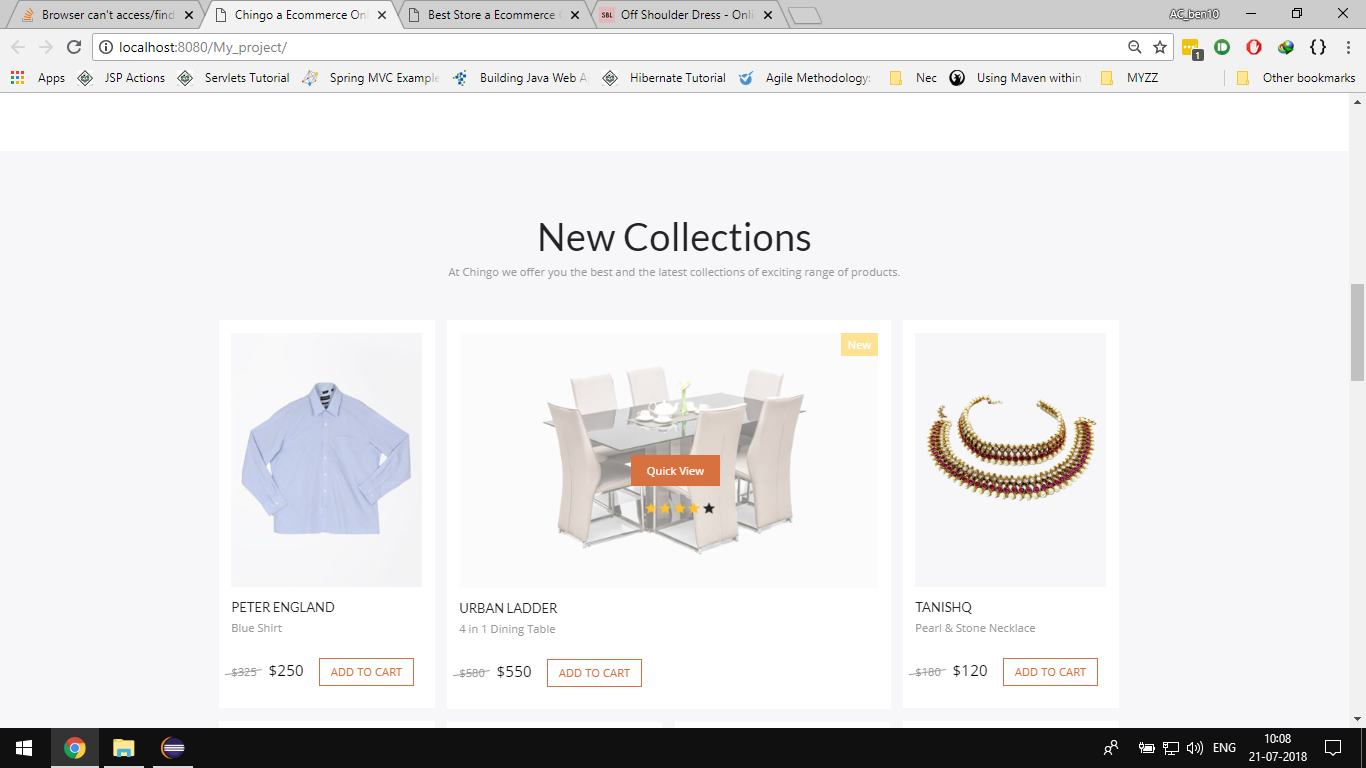 Browser can't access/find
Chingo a Ecommerce Onl
Best Store a Ecommerce
SBL Off Shoulder Dress - Onli
AC_ben10
localhost:8080/My_project/
1
Apps
JSP Actions
Servlets Tutorial
Spring MVC Example
Building Java Web A
Hibernate Tutorial
Agile Methodology:
Nec
Using Maven within
MYZZ
Other bookmarks
New Collections
At Chingo we offer you the best and the latest collections of exciting range of products.
New
Quick View
PETER ENGLAND
Blue Shirt
$325 $250 ADD TO CART
URBAN LADDER
4 in 1 Dining Table
$580 $550 ADD TO CART
TANISHQ
Pearl & Stone Necklace
$180 $120 ADD TO CART
ENG
10:08
21-07-2018